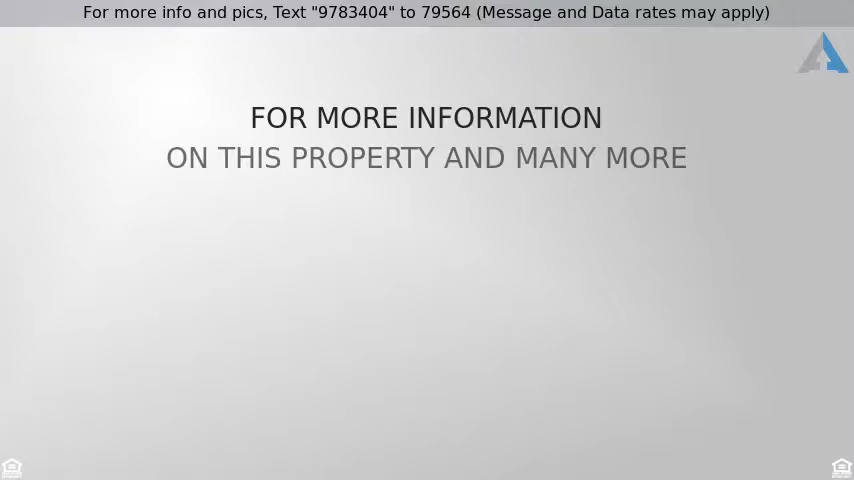 For more info and pics, Text "9783404" to 79564 (Message and Data rates may apply)
FOR MORE INFORMATION
ON THIS PROPERTY AND MANY MORE